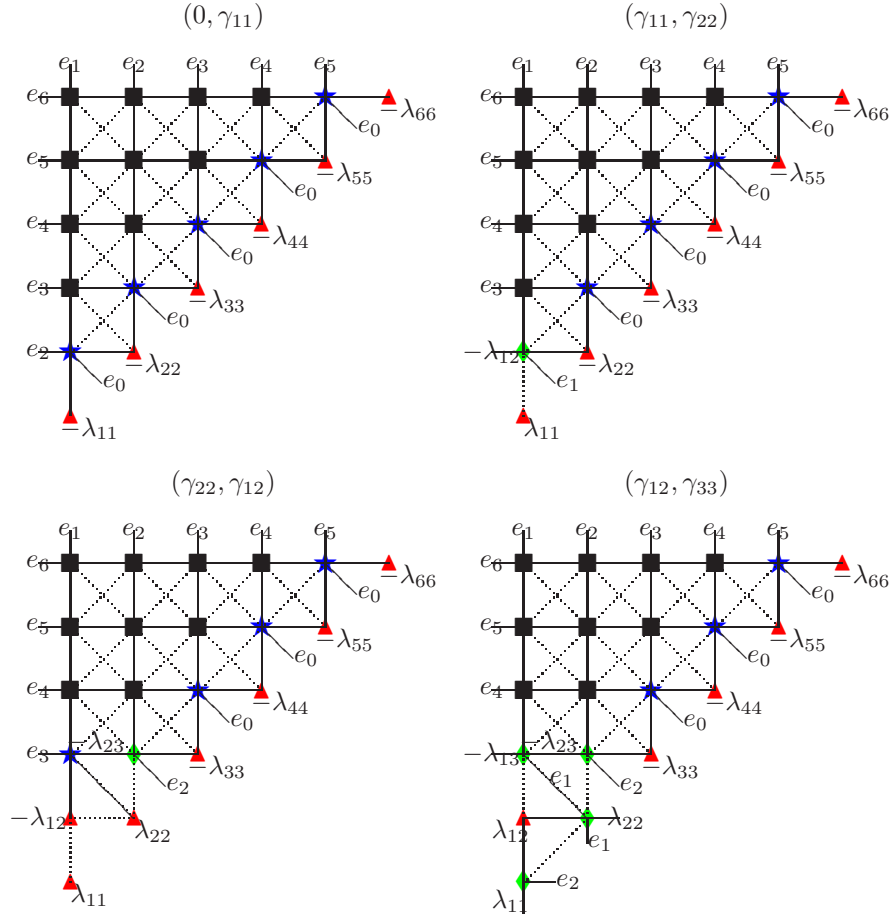 (0, γ₁₁) (γ₁₁, γ₂₂)
e₁ e₂ e₃ e₄ e₅ e₁ e₂ e₃ e₄ e₅
e₆ e₀ −λ₆₆ e₆ e₀ −λ₆₆
e₅ e₀ −λ₅₅ e₅ e₀ −λ₅₅
e₄ e₀ −λ₄₄ e₄ e₀ −λ₄₄
e₃ e₀ −λ₃₃ e₃ e₀ −λ₃₃
e₂ e₀ −λ₂₂ −λ₁₂ e₁ −λ₂₂
−λ₁₁ λ₁₁
(γ₂₂, γ₁₂) (γ₁₂, γ₃₃)
e₁ e₂ e₃ e₄ e₅ e₁ e₂ e₃ e₄ e₅
e₆ e₀ −λ₆₆ e₆ e₀ −λ₆₆
e₅ e₀ −λ₅₅ e₅ e₀ −λ₅₅
e₄ e₀ −λ₄₄ e₄ e₀ −λ₄₄
e₃ −λ₂₃ e₂ −λ₃₃ −λ₁₃ −λ₂₃ e₁ e₂ −λ₃₃
−λ₁₂ λ₂₂ λ₁₂ λ₂₂ e₁
λ₁₁ λ₁₁ e₂